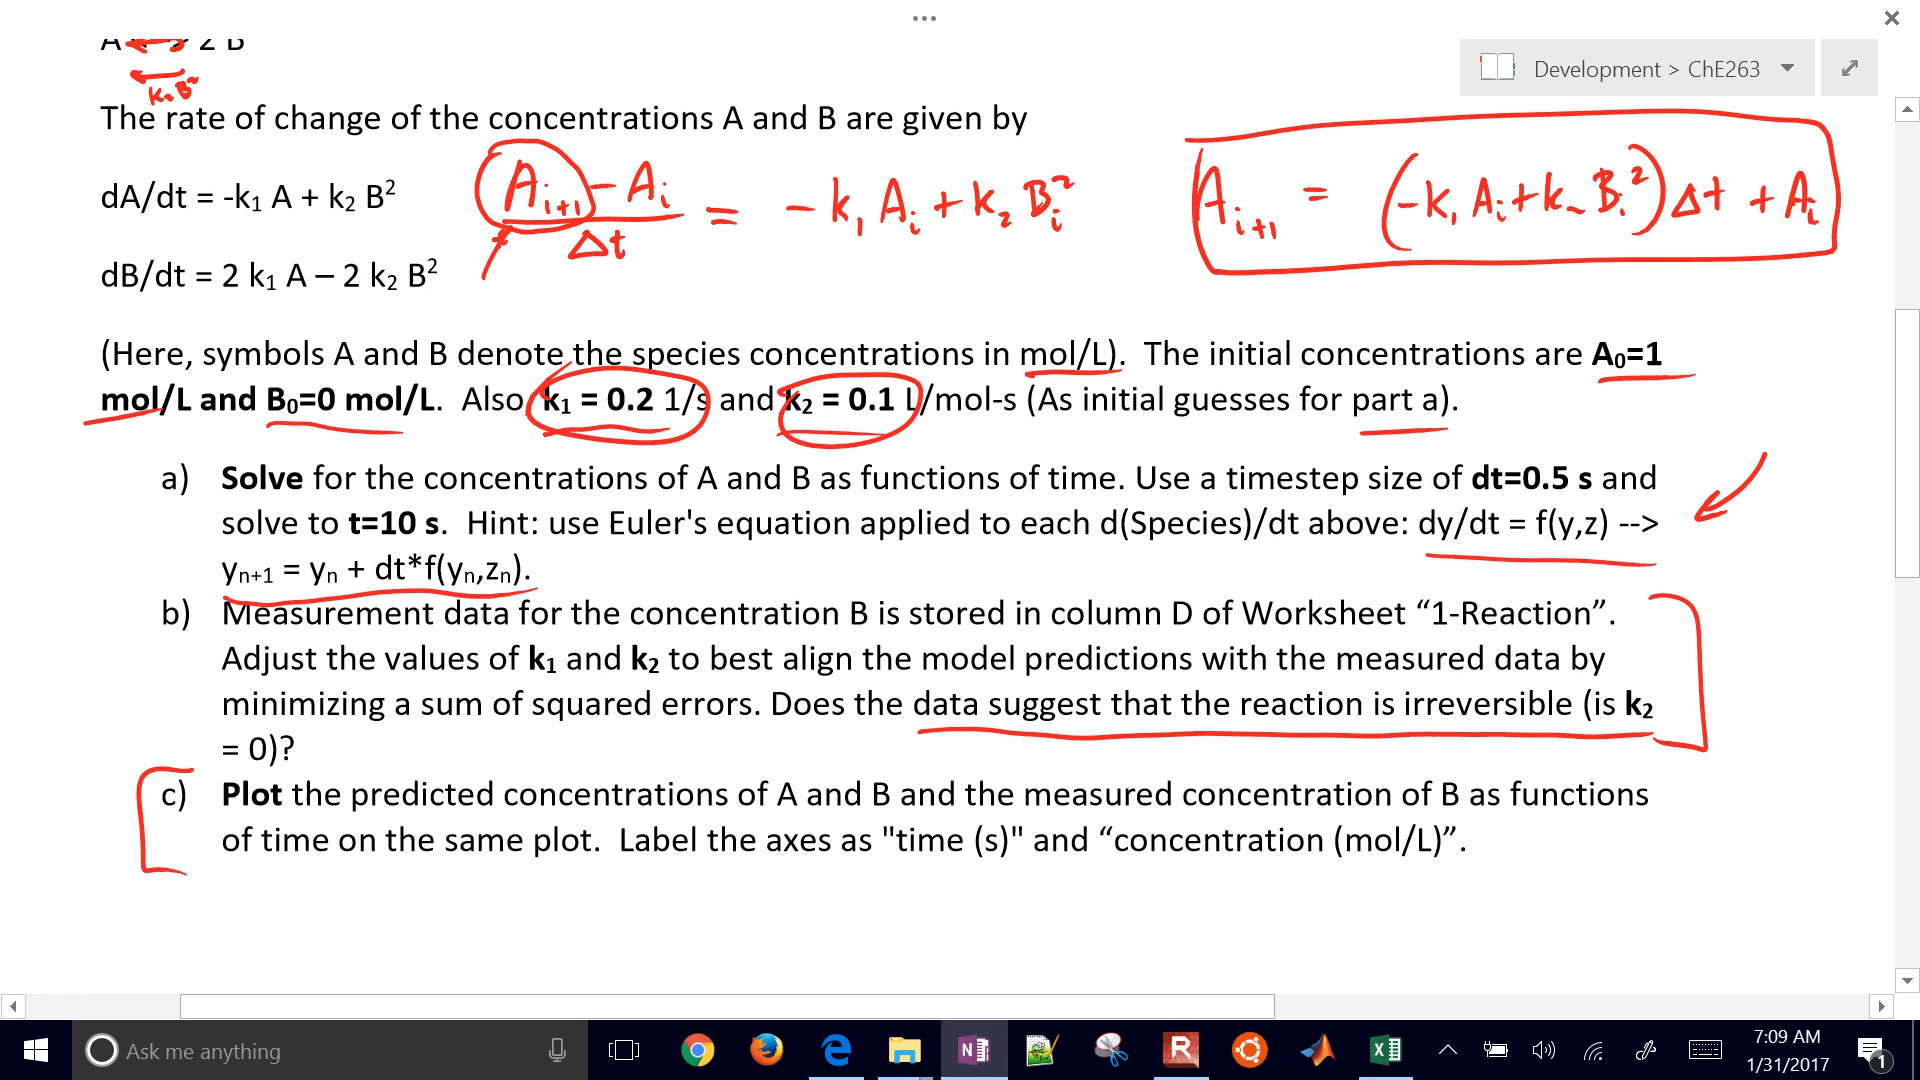 A <--> 2 B
k₂B²
Development > ChE263
The rate of change of the concentrations A and B are given by
dA/dt = -k₁ A + k₂ B²
(Aᵢ₊₁ - Aᵢ)/Δt = -k₁Aᵢ + k₂Bᵢ²
Aᵢ₊₁ = (-k₁Aᵢ + k₂Bᵢ²)Δt + Aᵢ
dB/dt = 2 k₁ A – 2 k₂ B²
(Here, symbols A and B denote the species concentrations in mol/L). The initial concentrations are A₀=1
mol/L and B₀=0 mol/L. Also k₁ = 0.2 1/s and k₂ = 0.1 L/mol-s (As initial guesses for part a).
a) Solve for the concentrations of A and B as functions of time. Use a timestep size of dt=0.5 s and
solve to t=10 s. Hint: use Euler's equation applied to each d(Species)/dt above: dy/dt = f(y,z) -->
yₙ₊₁ = yₙ + dt*f(yₙ,zₙ).
b) Measurement data for the concentration B is stored in column D of Worksheet “1-Reaction”.
Adjust the values of k₁ and k₂ to best align the model predictions with the measured data by
minimizing a sum of squared errors. Does the data suggest that the reaction is irreversible (is k₂
= 0)?
c) Plot the predicted concentrations of A and B and the measured concentration of B as functions
of time on the same plot. Label the axes as "time (s)" and “concentration (mol/L)”.
Ask me anything
7:09 AM
1/31/2017
1